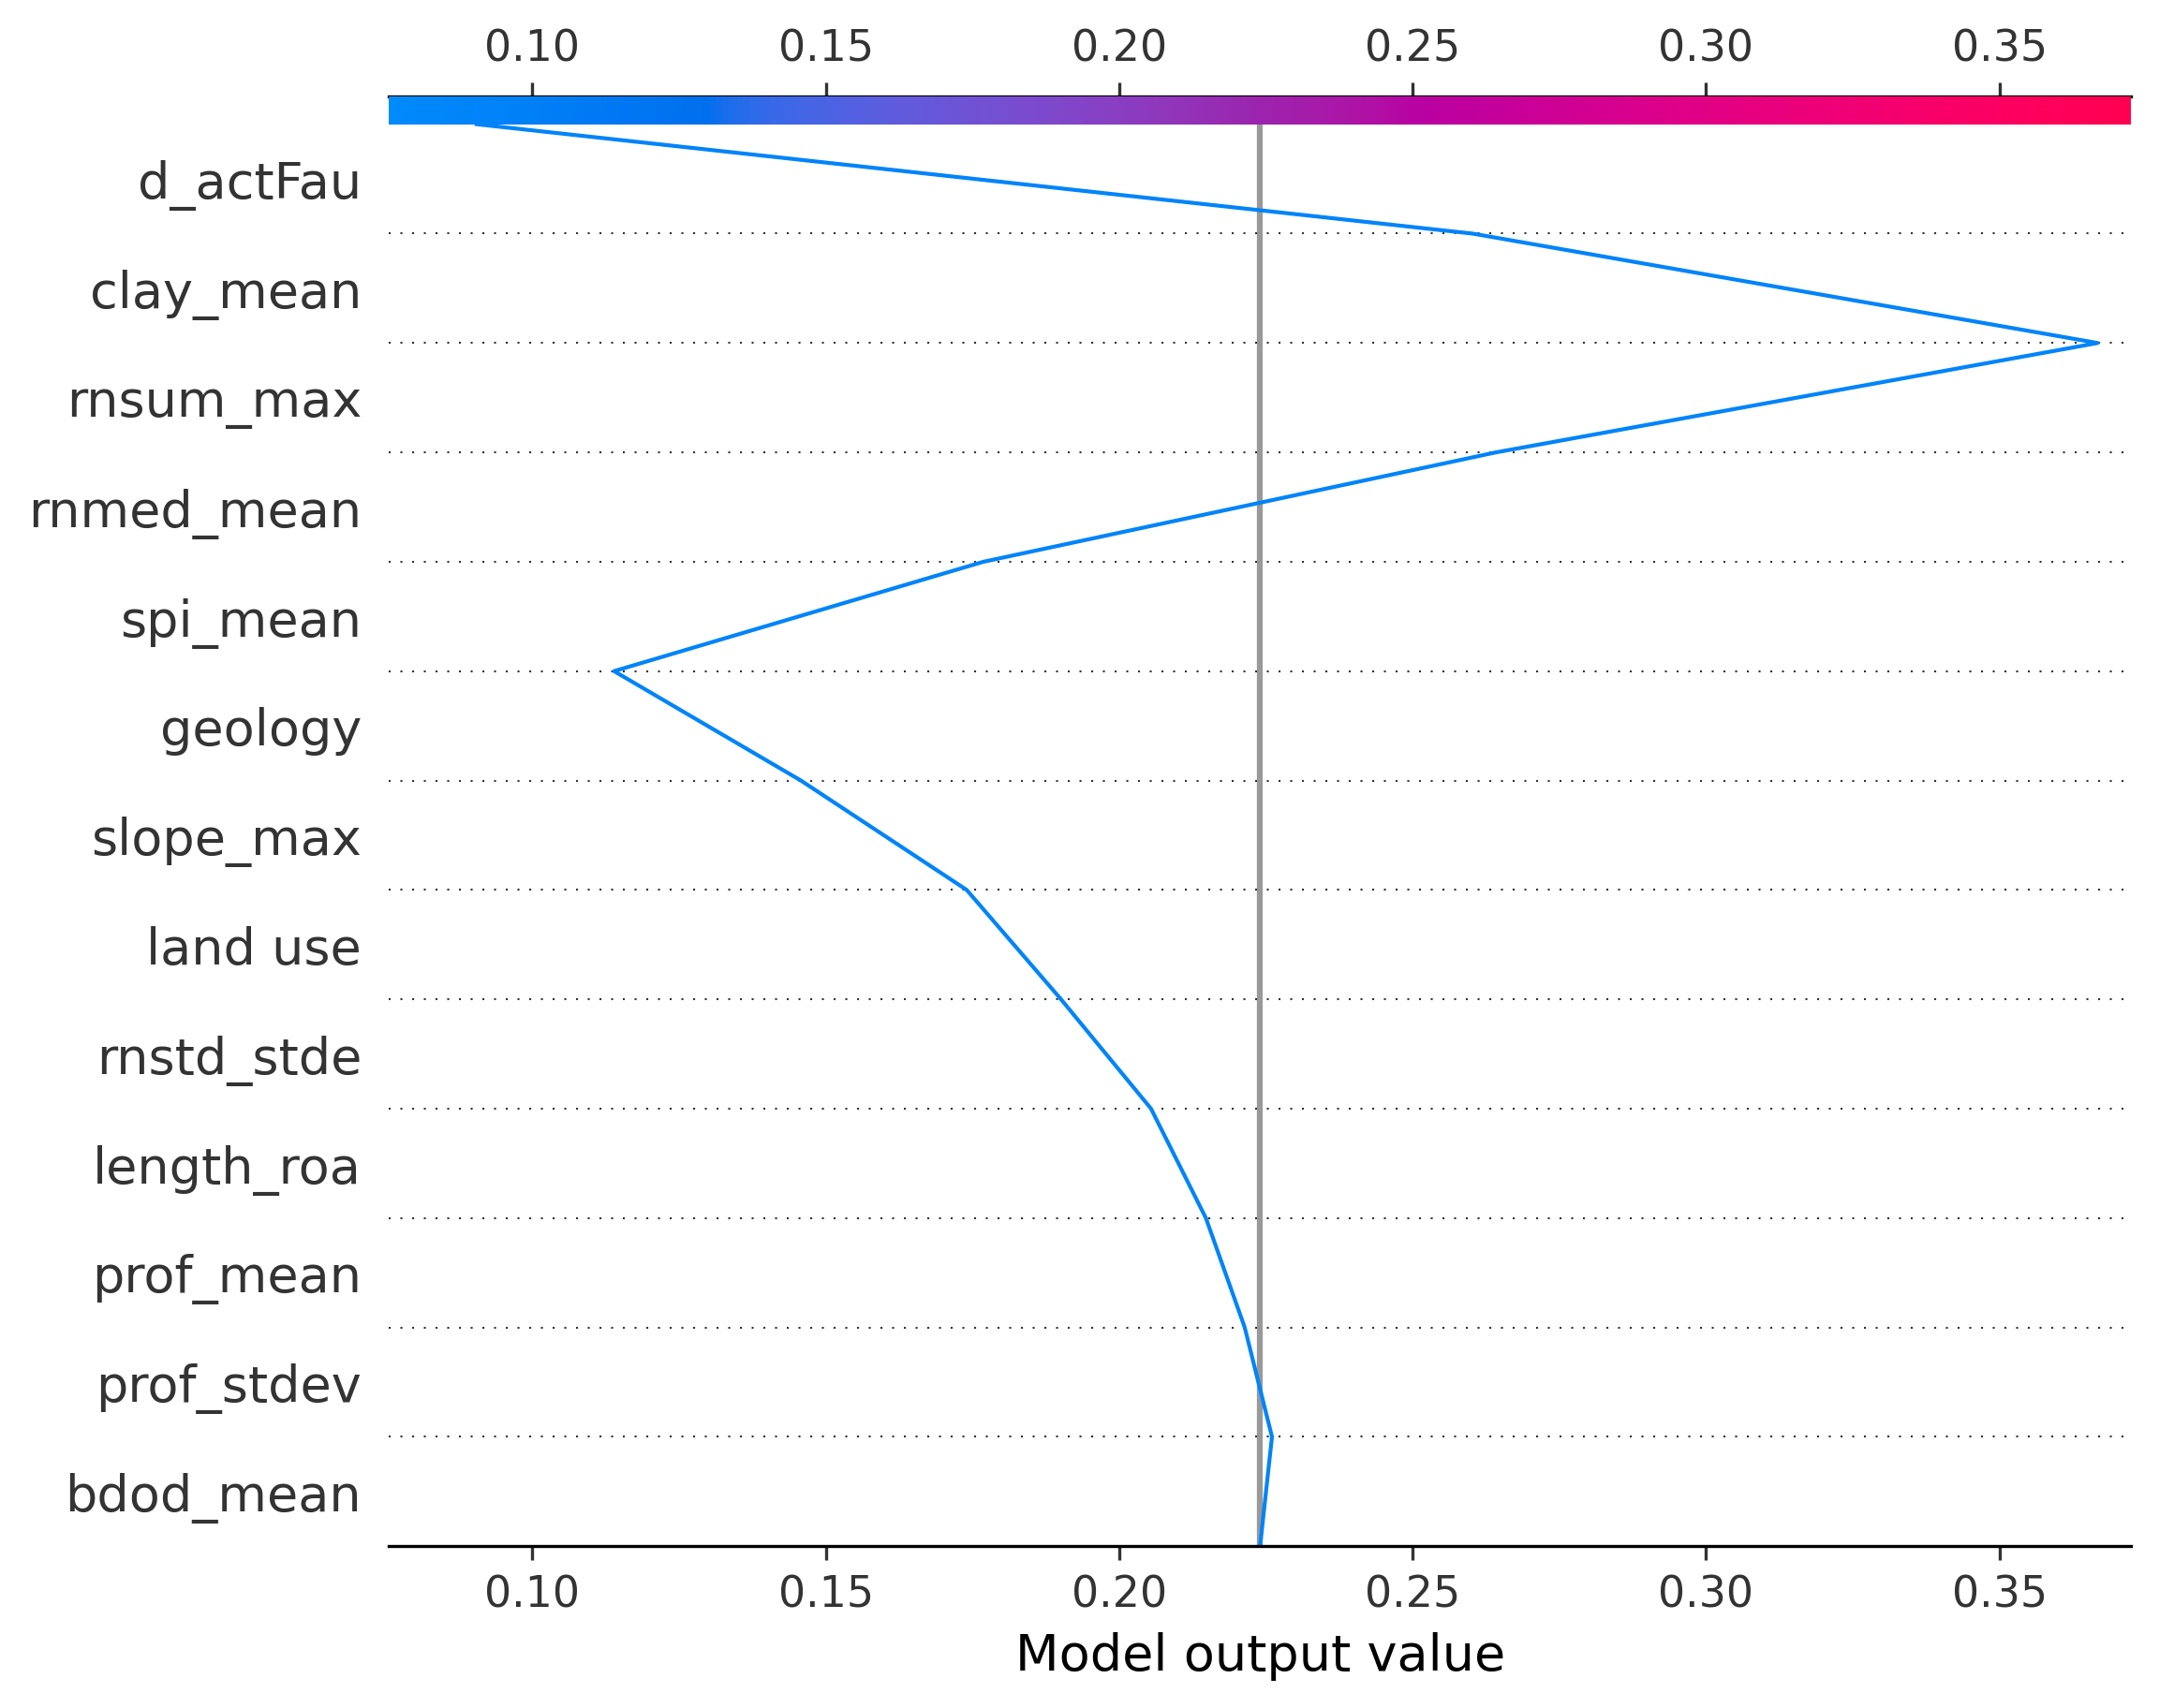 0.10 0.15 0.20 0.25 0.30 0.35
d_actFau
clay_mean
rnsum_max
rnmed_mean
spi_mean
geology
slope_max
land use
rnstd_stde
length_roa
prof_mean
prof_stdev
bdod_mean
0.10 0.15 0.20 0.25 0.30 0.35
Model output value